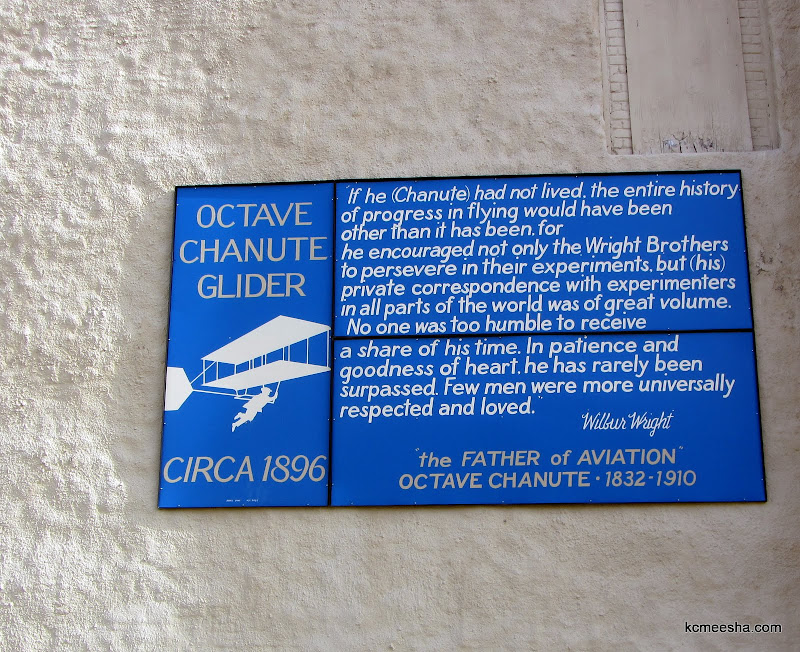 OCTAVE
CHANUTE
GLIDER
CIRCA 1896
"If he (Chanute) had not lived, the entire history
of progress in flying would have been
other than it has been, for
he encouraged not only the Wright Brothers
to persevere in their experiments, but (his)
private correspondence with experimenters
in all parts of the world was of great volume.
No one was too humble to receive
a share of his time. In patience and
goodness of heart, he has rarely been
surpassed. Few men were more universally
respected and loved."
Wilbur Wright
"the FATHER of AVIATION"
OCTAVE CHANUTE · 1832-1910
kcmeesha.com